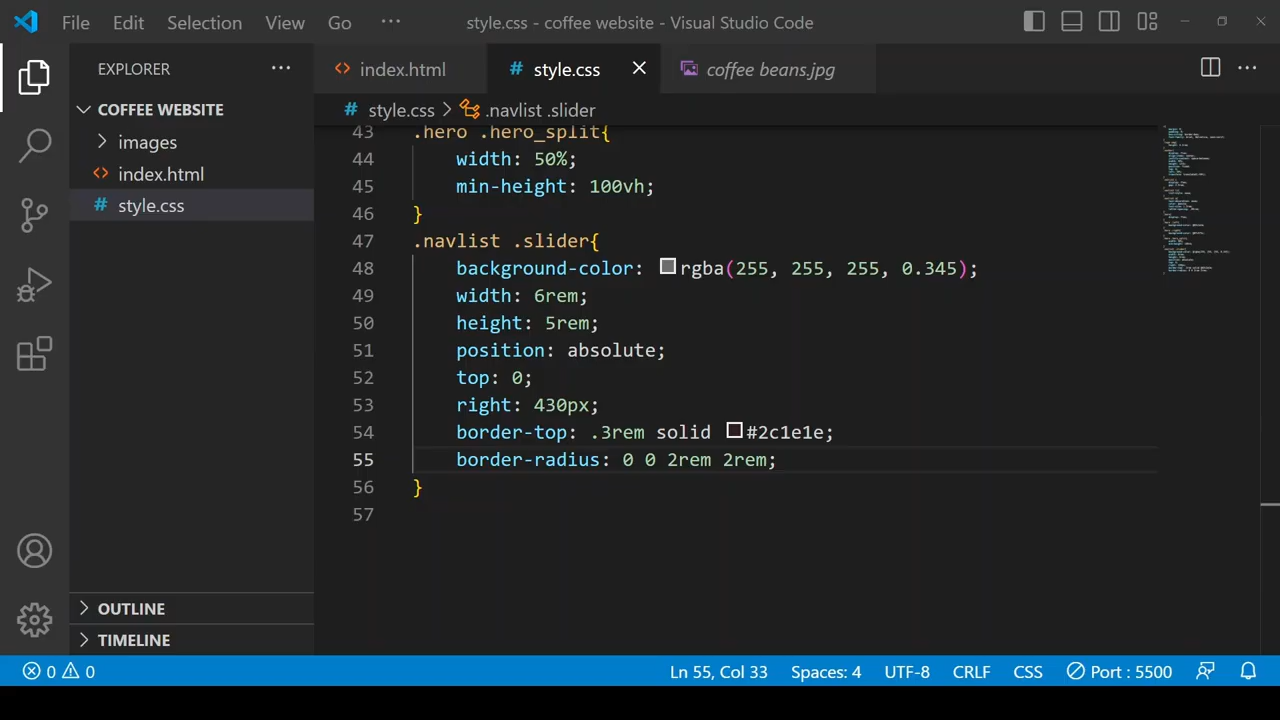 File Edit Selection View Go ··· style.css - coffee website - Visual Studio Code
EXPLORER ···
COFFEE WEBSITE
images
<> index.html
# style.css
OUTLINE
TIMELINE
<> index.html # style.css × coffee beans.jpg ···
# style.css > .navlist .slider
43 .hero .hero_split{
44 width: 50%;
45 min-height: 100vh;
46 }
47 .navlist .slider{
48 background-color: rgba(255, 255, 255, 0.345);
49 width: 6rem;
50 height: 5rem;
51 position: absolute;
52 top: 0;
53 right: 430px;
54 border-top: .3rem solid #2c1e1e;
55 border-radius: 0 0 2rem 2rem;
56 }
57
0 0 Ln 55, Col 33 Spaces: 4 UTF-8 CRLF CSS Port : 5500